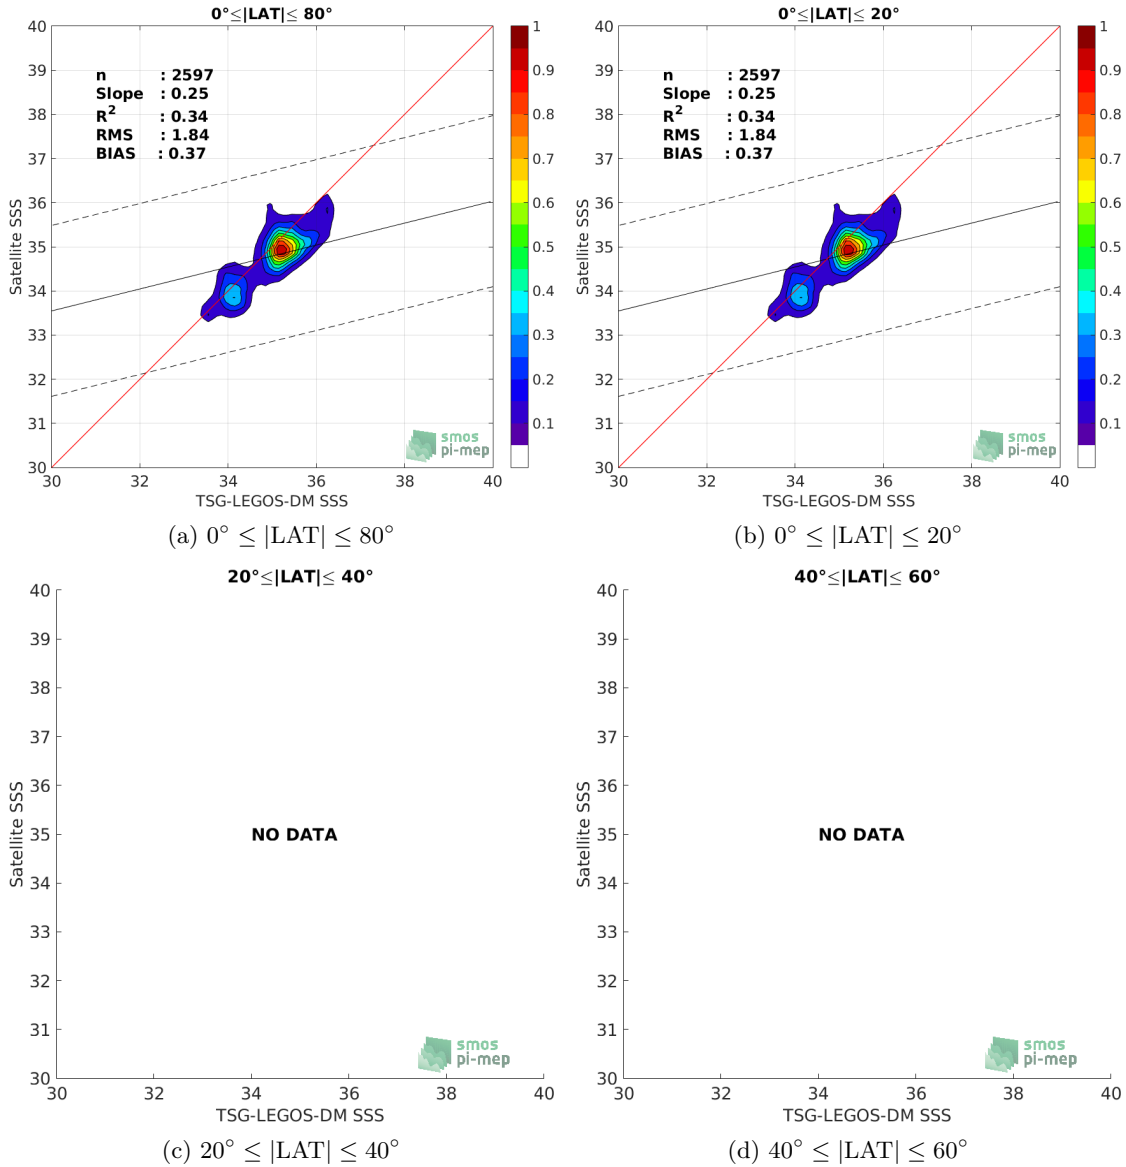 0°≤|LAT|≤ 80°
40
39
38
37
36
35
34
33
32
31
30
Satellite SSS
n : 2597
Slope : 0.25
R² : 0.34
RMS : 1.84
BIAS : 0.37
smos
pi-mep
30 32 34 36 38 40
TSG-LEGOS-DM SSS
1
0.9
0.8
0.7
0.6
0.5
0.4
0.3
0.2
0.1
(a) 0° ≤ |LAT| ≤ 80°
0°≤|LAT|≤ 20°
40
39
38
37
36
35
34
33
32
31
30
Satellite SSS
n : 2597
Slope : 0.25
R² : 0.34
RMS : 1.84
BIAS : 0.37
smos
pi-mep
30 32 34 36 38 40
TSG-LEGOS-DM SSS
1
0.9
0.8
0.7
0.6
0.5
0.4
0.3
0.2
0.1
(b) 0° ≤ |LAT| ≤ 20°
20°≤|LAT|≤ 40°
40
39
38
37
36
35
34
33
32
31
30
Satellite SSS
NO DATA
smos
pi-mep
30 32 34 36 38 40
TSG-LEGOS-DM SSS
(c) 20° ≤ |LAT| ≤ 40°
40°≤|LAT|≤ 60°
40
39
38
37
36
35
34
33
32
31
30
Satellite SSS
NO DATA
smos
pi-mep
30 32 34 36 38 40
TSG-LEGOS-DM SSS
(d) 40° ≤ |LAT| ≤ 60°